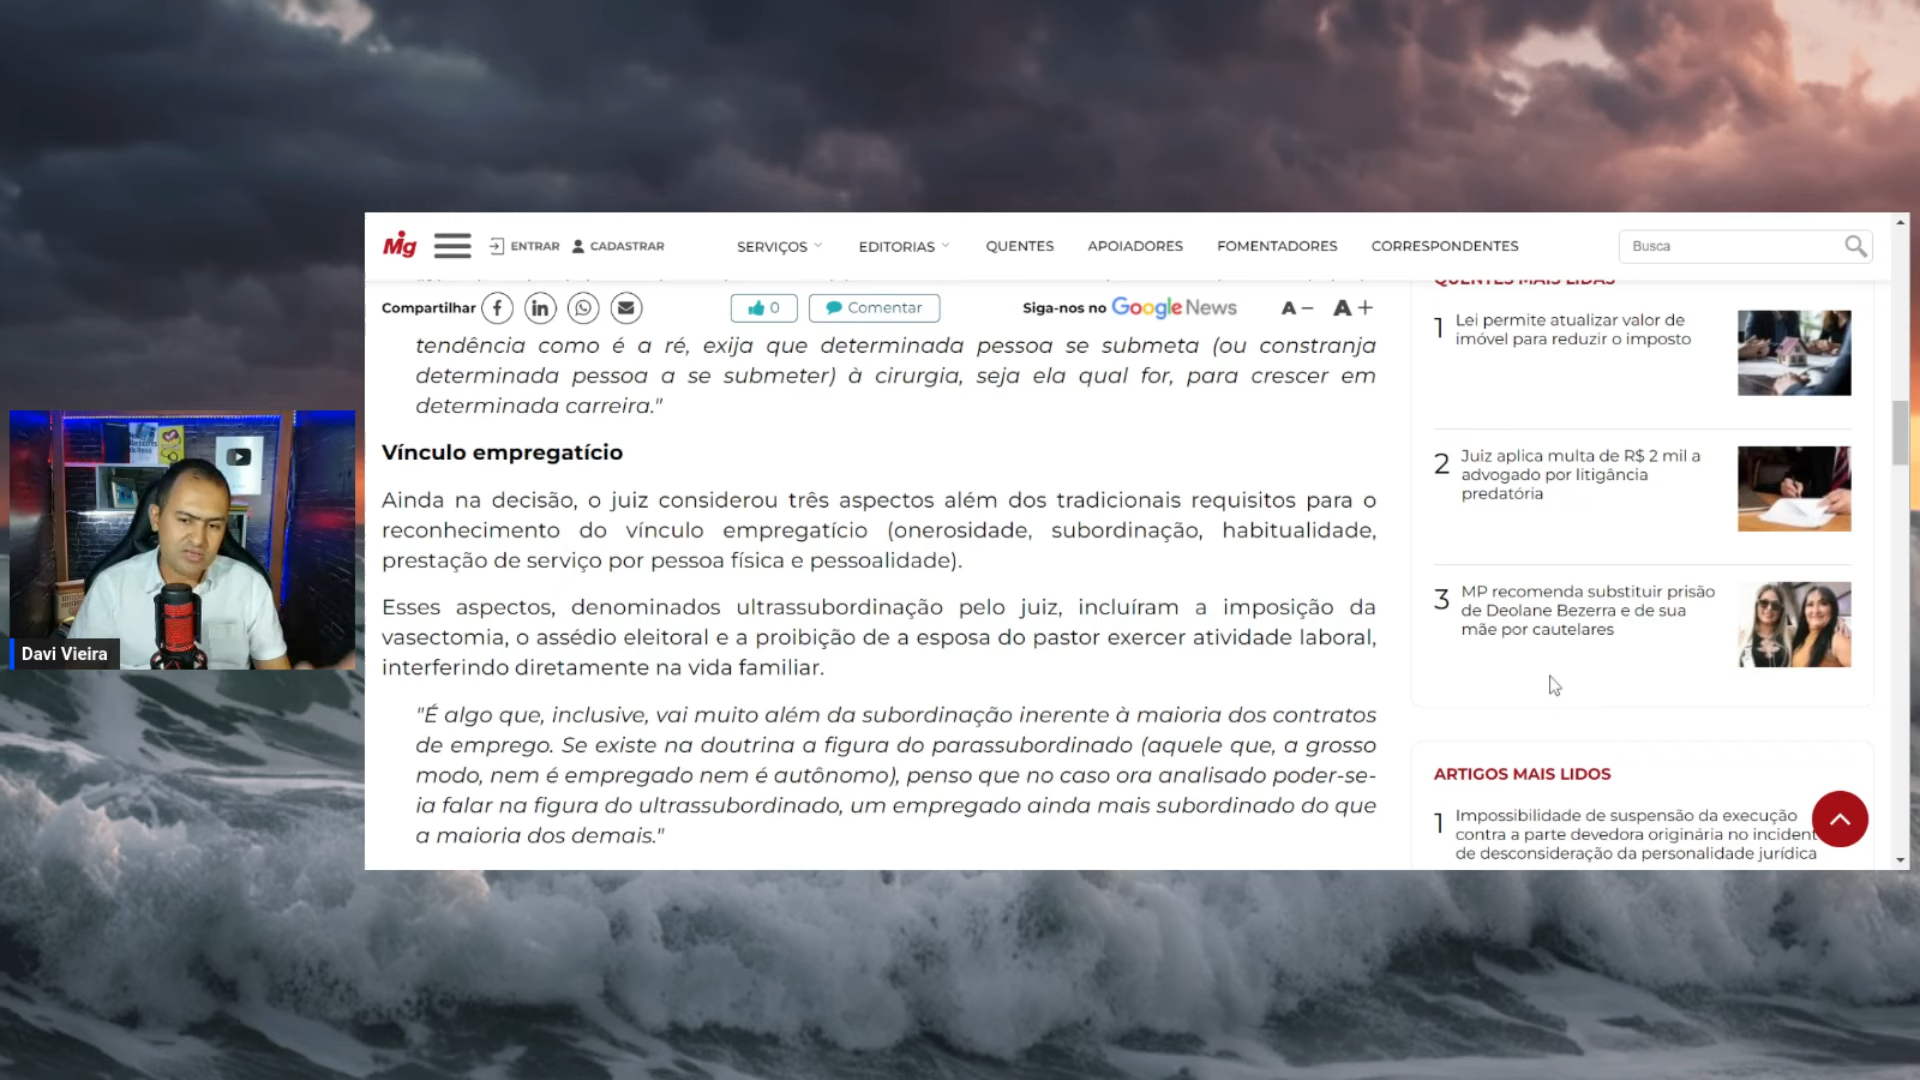 Mig
ENTRAR
CADASTRAR
SERVIÇOS
EDITORIAS
QUENTES
APOIADORES
FOMENTADORES
CORRESPONDENTES
Busca
Compartilhar
0
Comentar
Siga-nos no Google News
A−
A+
tendência como é a ré, exija que determinada pessoa se submeta (ou constranja
determinada pessoa a se submeter) à cirurgia, seja ela qual for, para crescer em
determinada carreira."
Vínculo empregatício
Ainda na decisão, o juiz considerou três aspectos além dos tradicionais requisitos para o
reconhecimento do vínculo empregatício (onerosidade, subordinação, habitualidade,
prestação de serviço por pessoa física e pessoalidade).
Esses aspectos, denominados ultrassubordinação pelo juiz, incluíram a imposição da
vasectomia, o assédio eleitoral e a proibição de a esposa do pastor exercer atividade laboral,
interferindo diretamente na vida familiar.
"É algo que, inclusive, vai muito além da subordinação inerente à maioria dos contratos
de emprego. Se existe na doutrina a figura do parassubordinado (aquele que, a grosso
modo, nem é empregado nem é autônomo), penso que no caso ora analisado poder-se-
ia falar na figura do ultrassubordinado, um empregado ainda mais subordinado do que
a maioria dos demais."
QUENTES MAIS LIDAS
1 Lei permite atualizar valor de
imóvel para reduzir o imposto
2 Juiz aplica multa de R$ 2 mil a
advogado por litigância
predatória
3 MP recomenda substituir prisão
de Deolane Bezerra e de sua
mãe por cautelares
ARTIGOS MAIS LIDOS
1 Impossibilidade de suspensão da execução
contra a parte devedora originária no incident
de desconsideração da personalidade jurídica
Davi Vieira